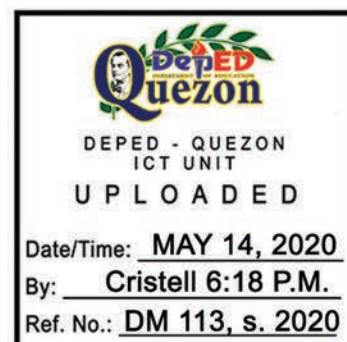 DepED
DEPARTMENT OF EDUCATION
Quezon
DEPED - QUEZON
ICT UNIT
UPLOADED
Date/Time: MAY 14, 2020
By: Cristell 6:18 P.M.
Ref. No.: DM 113, s. 2020